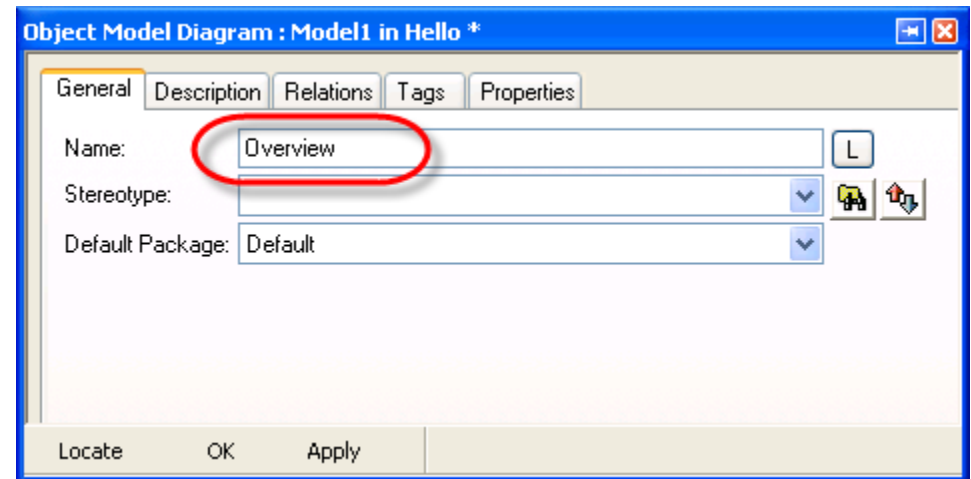 Object Model Diagram : Model1 in Hello *
General Description Relations Tags Properties
Name: Overview L
Stereotype:
Default Package: Default
Locate OK Apply